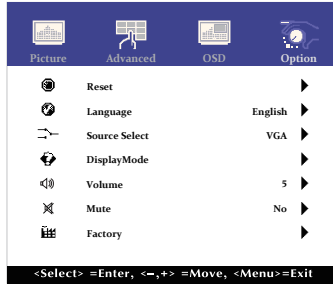 Picture Advanced OSD Option
Reset
Language English
Source Select VGA
DisplayMode
Volume 5
Mute No
Factory
<Select> =Enter, <–,+> =Move, <Menu>=Exit